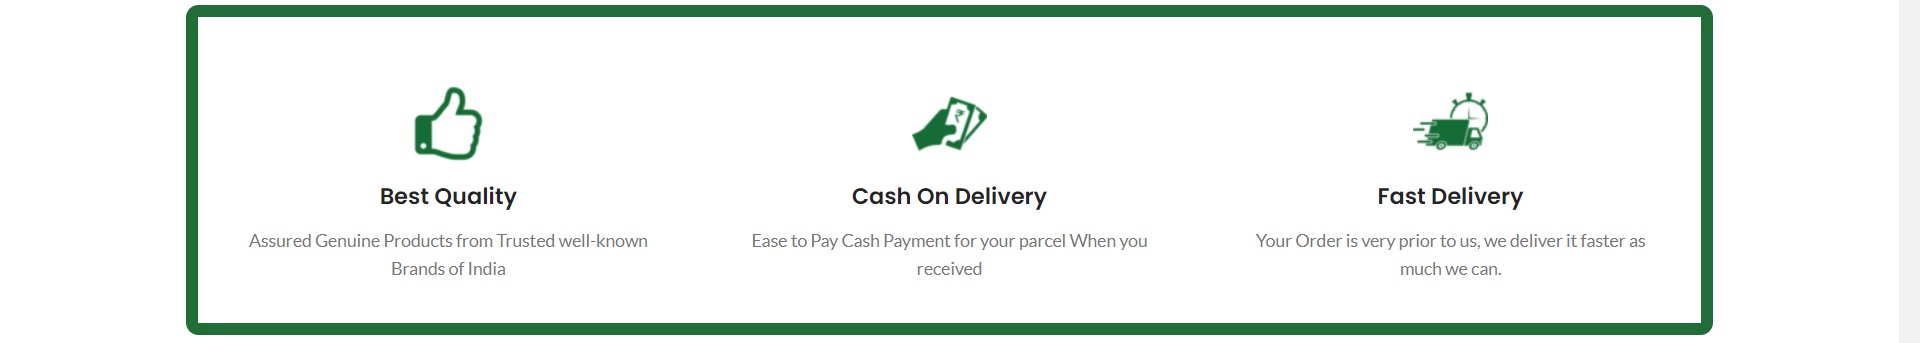 Best Quality
Assured Genuine Products from Trusted well-known
Brands of India
₹
Cash On Delivery
Ease to Pay Cash Payment for your parcel When you
received
Fast Delivery
Your Order is very prior to us, we deliver it faster as
much we can.